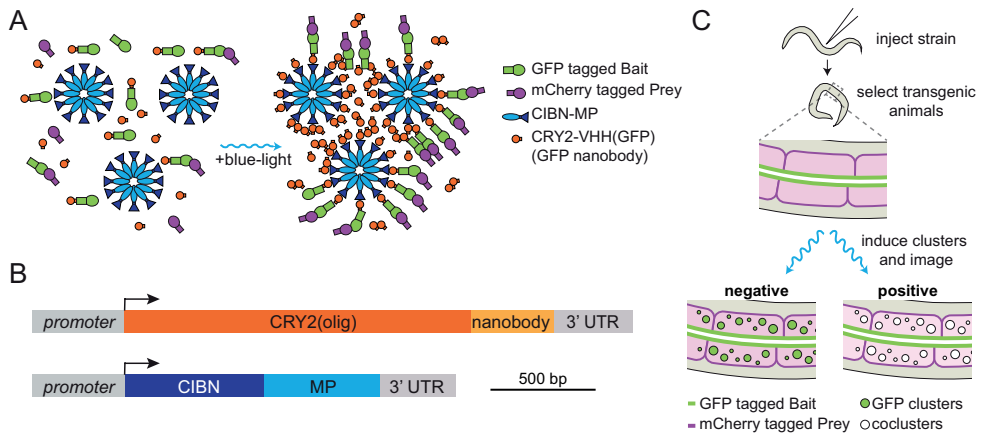 A
+blue-light
GFP tagged Bait
mCherry tagged Prey
CIBN-MP
CRY2-VHH(GFP)
(GFP nanobody)
B
promoter
CRY2(olig)
nanobody
3' UTR
promoter
CIBN
MP
3' UTR
500 bp
C
inject strain
select transgenic
animals
induce clusters
and image
negative
positive
GFP tagged Bait
mCherry tagged Prey
GFP clusters
coclusters